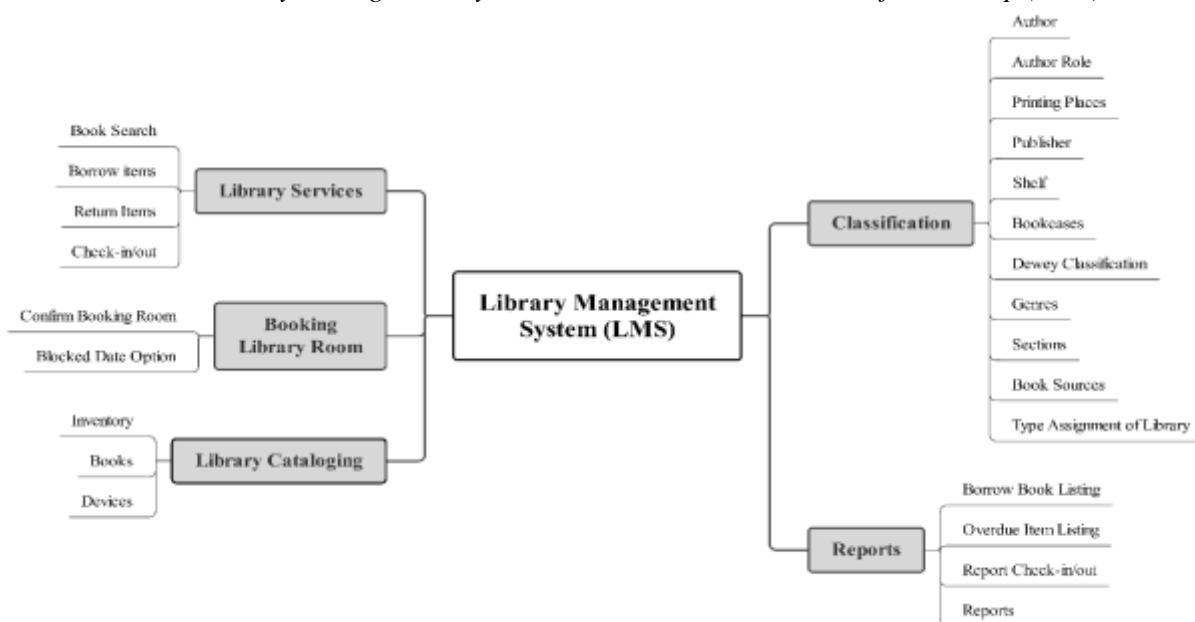 Book Search
Borrow items
Return Items
Check-in/out
Library Services
Confirm Booking Room
Blocked Date Option
Booking
Library Room
Inventory
Books
Devices
Library Cataloging
Library Management
System (LMS)
Classification
Author
Author Role
Printing Places
Publisher
Shelf
Bookcases
Dewey Classification
Genres
Sections
Book Sources
Type Assignment of Library
Reports
Borrow Book Listing
Overdue Item Listing
Report Check-in/out
Reports